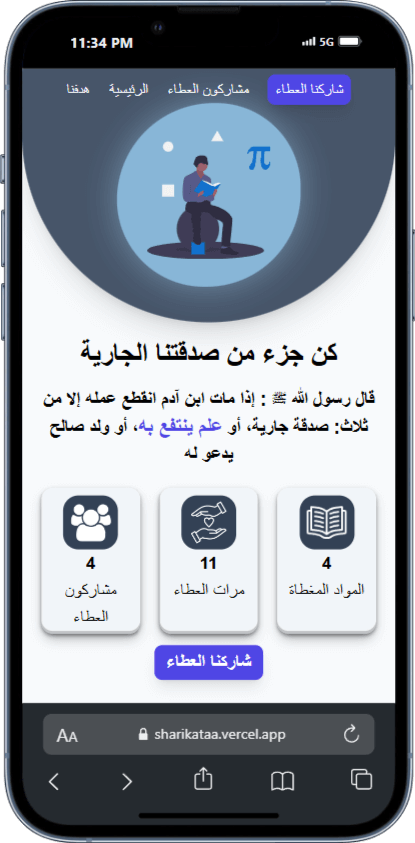 11:34 PM
5G
شاركنا العطاء
مشاركون العطاء
الرئيسية
هدفنا
π
كن جزء من صدقتنا الجارية
قال رسول الله ﷺ : إذا مات ابن آدم انقطع عمله إلا من
ثلاث: صدقة جارية، أو علم ينتفع به، أو ولد صالح
يدعو له
4
المواد المغطاة
11
مرات العطاء
4
مشاركون
العطاء
شاركنا العطاء
AA
sharikataa.vercel.app